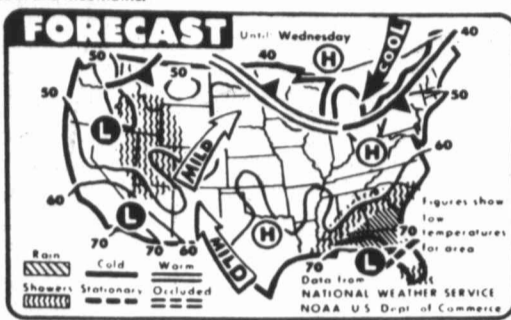 FORECAST
Until Wednesday
40
COOL
40
50
50
H
50
50
L
MILD
H
60
60
L
70
70
60
MILD
H
70
70
L
Figures show
low
temperatures
for area
Rain
Cold
Warm
Showers
Stationary
Occluded
Data from
NATIONAL WEATHER SERVICE
NOAA U S Dept of Commerce